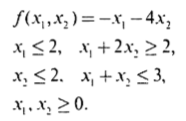 f(x₁,x₂)=−x₁−4x₂
x₁ ≤ 2, x₁+2x₂ ≥ 2,
x₂ ≤ 2. x₁+x₂ ≤ 3,
x₁, x₂ ≥ 0.